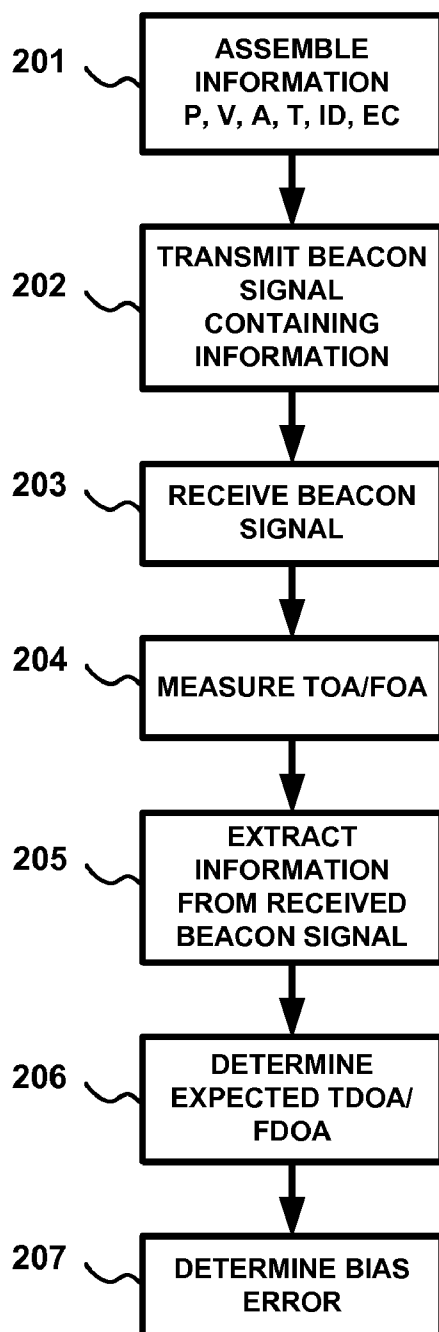 201
ASSEMBLE
INFORMATION
P, V, A, T, ID, EC
202
TRANSMIT BEACON
SIGNAL
CONTAINING
INFORMATION
203
RECEIVE BEACON
SIGNAL
204
MEASURE TOA/FOA
205
EXTRACT
INFORMATION
FROM RECEIVED
BEACON SIGNAL
206
DETERMINE
EXPECTED TDOA/
FDOA
207
DETERMINE BIAS
ERROR